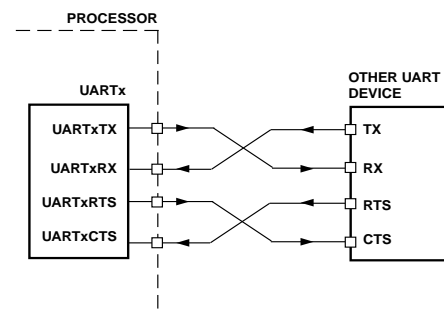 PROCESSOR
UARTx
OTHER UART
DEVICE
UARTxTX
TX
UARTxRX
RX
UARTxRTS
RTS
UARTxCTS
CTS